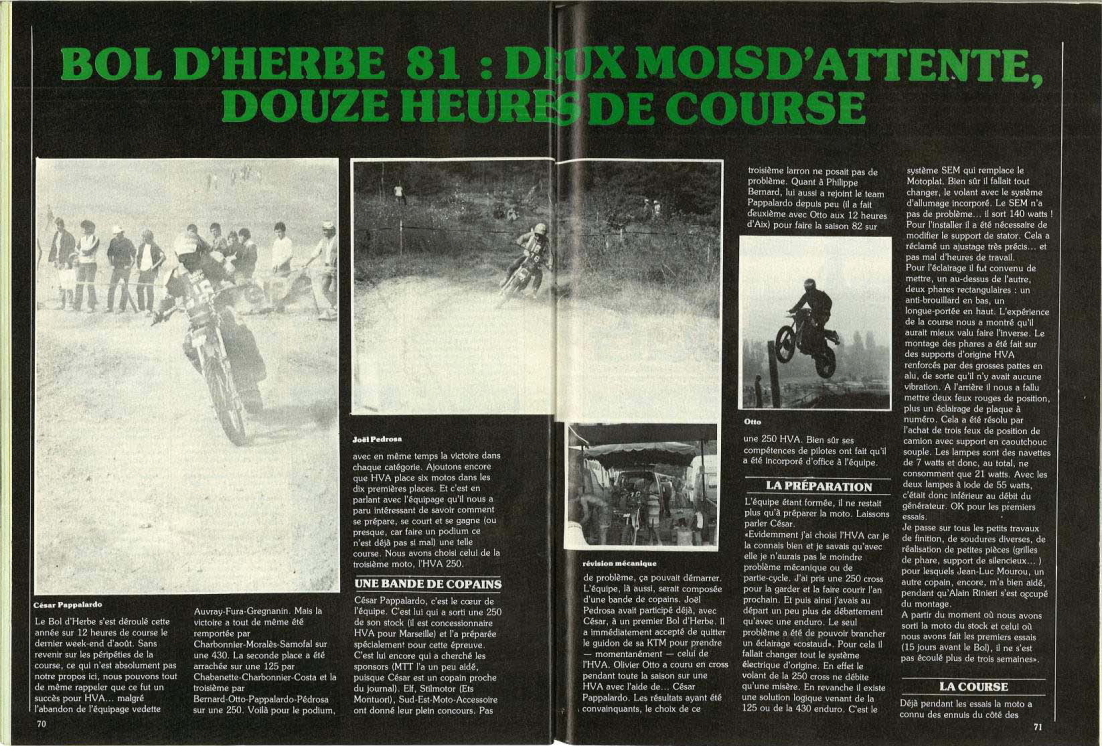 BOL D'HERBE 81 : DEUX MOIS D'ATTENTE,
DOUZE HEURES DE COURSE
César Pappalardo
Le Bol d'Herbe s'est déroulé cette
année sur 12 heures de course le
dernier week-end d'août. Sans
revenir sur les péripéties de la
course, ce qui n'est absolument pas
notre propos ici, nous pouvons tout
de même rappeler que ce fut un
succès pour HVA... malgré
l'abandon de l'équipage vedette
70
Auvray-Fura-Gregnanin. Mais la
victoire a tout de même été
remportée par
Charbonnier-Moralès-Samofal sur
une 430. La seconde place a été
arrachée sur une 125 par
Chabanette-Charbonnier-Costa et la
troisième par
Bernard-Otto-Pappalardo-Pédrosa
sur une 250. Voilà pour le podium,
Joël Pedrosa
avec en même temps la victoire dans
chaque catégorie. Ajoutons encore
que HVA place six motos dans les
dix premières places. Et c'est en
parlant avec l'équipage qu'il nous a
paru intéressant de savoir comment
se prépare, se court et se gagne (ou
presque, car faire un podium ce
n'est déjà pas si mal) une telle
course. Nous avons choisi celui de la
troisième moto, l'HVA 250.
UNE BANDE DE COPAINS
César Pappalardo, c'est le cœur de
l'équipe. C'est lui qui a sorti une 250
de son stock (il est concessionnaire
HVA pour Marseille) et l'a préparée
spécialement pour cette épreuve.
C'est lui encore qui a cherché les
sponsors (MTT l'a un peu aidé,
puisque César est un copain proche
du journal). Elf, Stilmotor (Ets
Montuori), Sud-Est-Moto-Accessoire
ont donné leur plein concours. Pas
révision mécanique
de problème, ça pouvait démarrer.
L'équipe, là aussi, serait composée
d'une bande de copains. Joël
Pedrosa avait participé déjà, avec
César, à un premier Bol d'Herbe. Il
a immédiatement accepté de quitter
le guidon de sa KTM pour prendre
— momentanément — celui de
l'HVA. Olivier Otto a couru en cross
pendant toute la saison sur une
HVA avec l'aide de... César
Pappalardo. Les résultats ayant été
convainquants, le choix de ce
troisième larron ne posait pas de
problème. Quant à Philippe
Bernard, lui aussi a rejoint le team
Pappalardo depuis peu (il a fait
deuxième avec Otto aux 12 heures
d'Aix) pour faire la saison 82 sur
Otto
une 250 HVA. Bien sûr ses
compétences de pilotes ont fait qu'il
a été incorporé d'office à l'équipe.
LA PRÉPARATION
L'équipe étant formée, il ne restait
plus qu'à préparer la moto. Laissons
parler César.
«Evidemment j'ai choisi l'HVA car je
la connais bien et je savais qu'avec
elle je n'aurais pas le moindre
problème mécanique ou de
partie-cycle. J'ai pris une 250 cross
pour la garder et la faire courir l'an
prochain. Et puis ainsi j'avais au
départ un peu plus de débattement
qu'avec une enduro. Le seul
problème a été de pouvoir brancher
un éclairage «costaud». Pour cela il
fallait changer tout le système
électrique d'origine. En effet le
volant de la 250 cross ne débite
qu'une misère. En revanche il existe
une solution logique venant de la
125 ou de la 430 enduro. C'est le
système SEM qui remplace le
Motoplat. Bien sûr il fallait tout
changer, le volant avec le système
d'allumage incorporé. Le SEM n'a
pas de problème... il sort 140 watts !
Pour l'installer il a été nécessaire de
modifier le support de stator. Cela a
réclamé un ajustage très précis... et
pas mal d'heures de travail.
Pour l'éclairage il fut convenu de
mettre, un au-dessus de l'autre,
deux phares rectangulaires : un
anti-brouillard en bas, un
longue-portée en haut. L'expérience
de la course nous a montré qu'il
aurait mieux valu faire l'inverse. Le
montage des phares a été fait sur
des supports d'origine HVA
renforcés par des grosses pattes en
alu, de sorte qu'il n'y avait aucune
vibration. A l'arrière il nous a fallu
mettre deux feux rouges de position,
plus un éclairage de plaque à
numéro. Cela a été résolu par
l'achat de trois feux de position de
camion avec support en caoutchouc
souple. Les lampes sont des navettes
de 7 watts et donc, au total, ne
consomment que 21 watts. Avec les
deux lampes à iode de 55 watts,
c'était donc inférieur au débit du
générateur. OK pour les premiers
essais.
Je passe sur tous les petits travaux
de finition, de soudures diverses, de
réalisation de petites pièces (grilles
de phare, support de silencieux... )
pour lesquels Jean-Luc Mourou, un
autre copain, encore, m'a bien aidé,
pendant qu'Alain Rinieri s'est occupé
du montage.
A partir du moment où nous avons
sorti la moto du stock et celui où
nous avons fait les premiers essais
(15 jours avant le Bol), il ne s'est
pas écoulé plus de trois semaines».
LA COURSE
Déjà pendant les essais la moto a
connu des ennuis du côté des
71